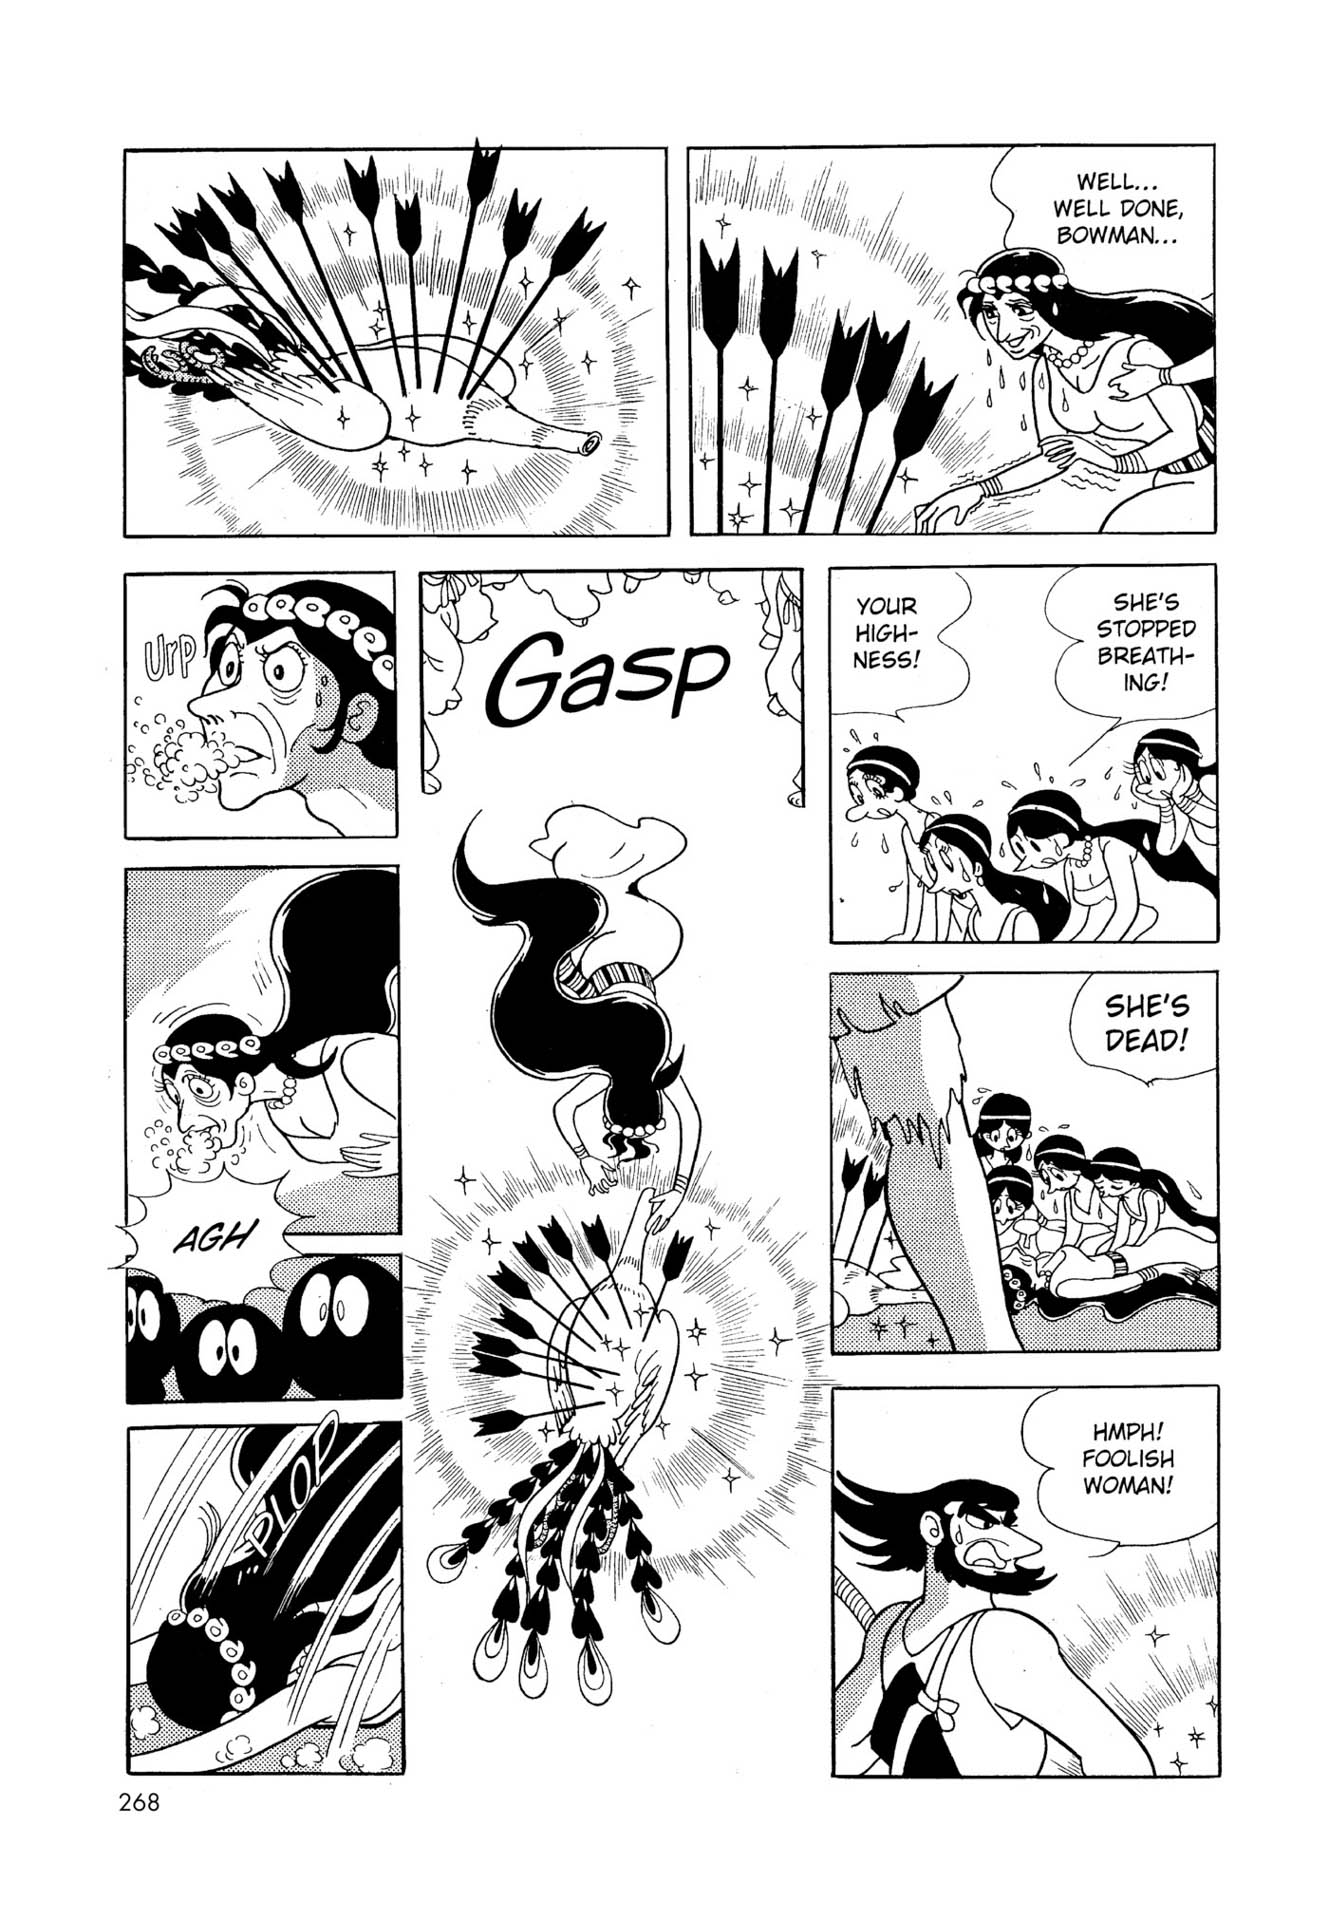 WELL...
WELL DONE,
BOWMAN...
UrP
Gasp
YOUR
HIGH-
NESS!
SHE'S
STOPPED
BREATH-
ING!
AGH
SHE'S
DEAD!
PLOP
HMPH!
FOOLISH
WOMAN!
268